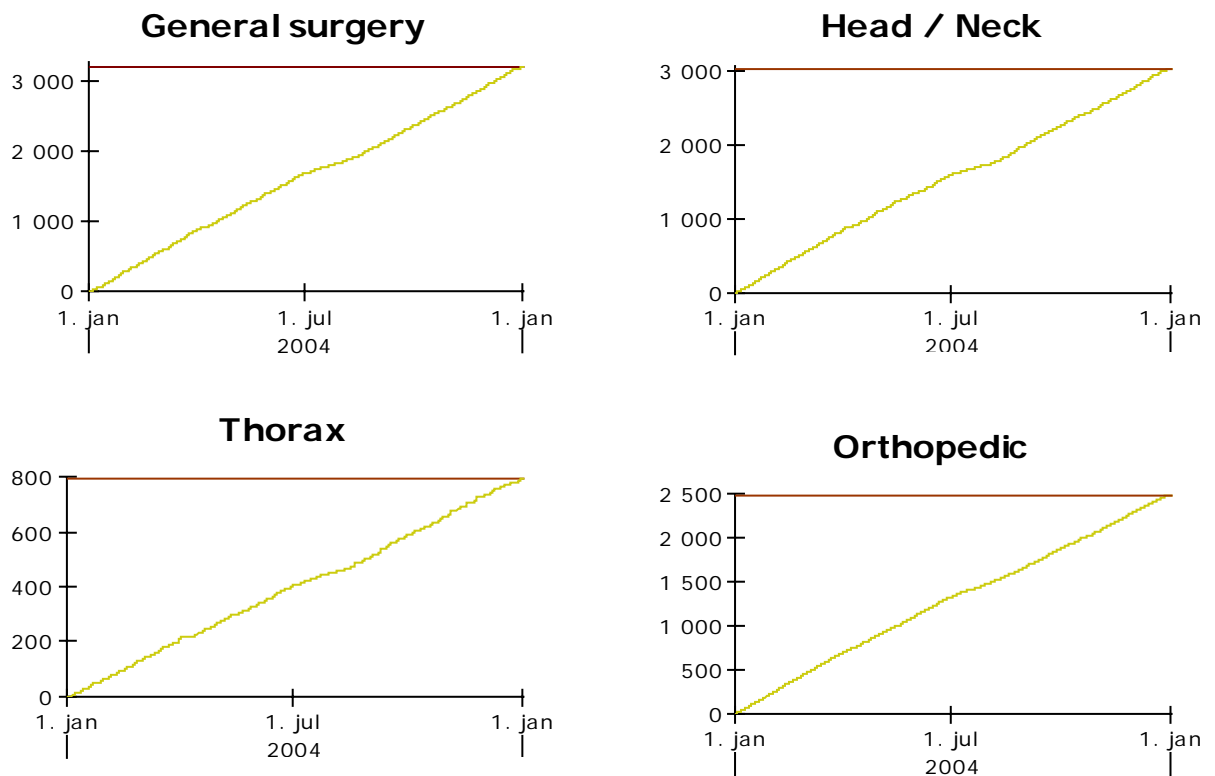 General surgery
3 000
2 000
1 000
0
1. jan
1. jul
1. jan
2004
Head / Neck
3 000
2 000
1 000
0
1. jan
1. jul
1. jan
2004
Thorax
800
600
400
200
0
1. jan
1. jul
1. jan
2004
Orthopedic
2 500
2 000
1 500
1 000
500
0
1. jan
1. jul
1. jan
2004